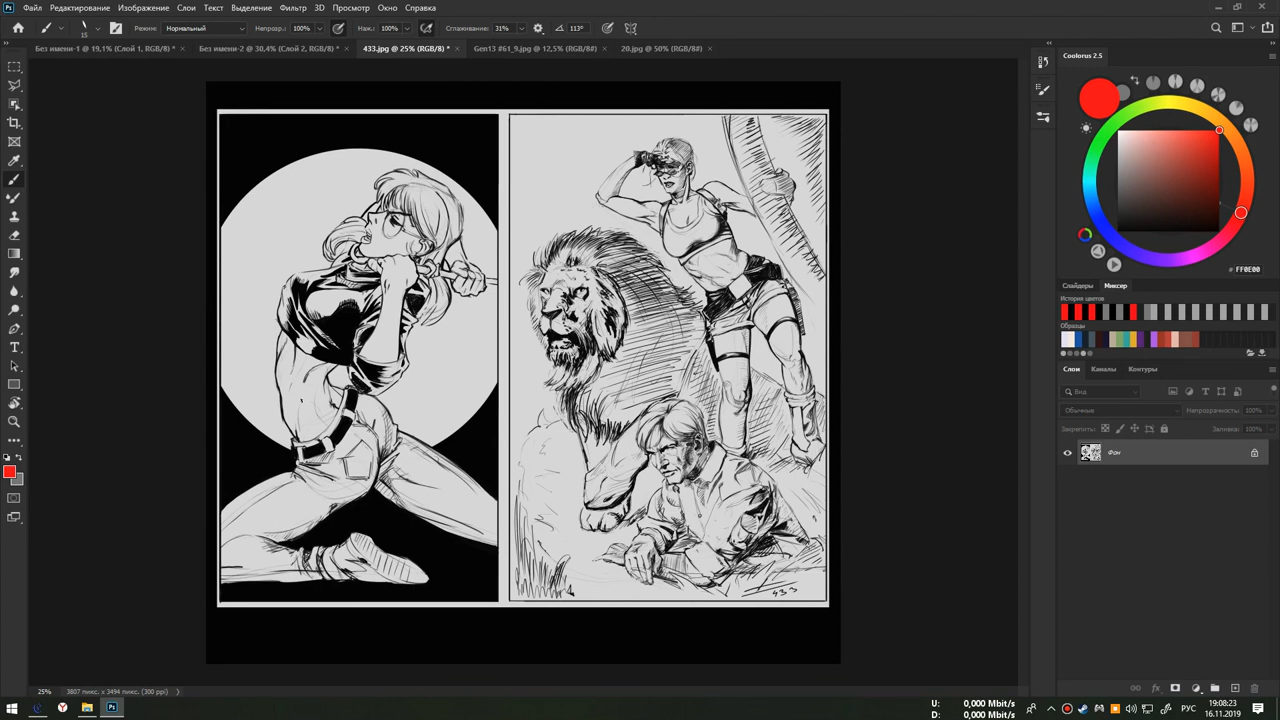 Файл Редактирование Изображение Слои Текст Выделение Фильтр 3D Просмотр Окно Справка
15 Режим: Нормальный Непрозр.: 100% Наж.: 100% Сглаживание: 31% 113°
Без имени-1 @ 19,1% (Слой 1, RGB/8) * × Без имени-2 @ 30,4% (Слой 2, RGB/8) * × 433.jpg @ 25% (RGB/8) * × Gen13 #61_9.jpg @ 12,5% (RGB/8#) × 20.jpg @ 50% (RGB/8#) ×
Coolorus 2.5
# FF0E00
Слайдеры Миксер
История цветов
Образцы
Слои Каналы Контуры
Вид
Обычные Непрозрачность: 100%
Закрепить: Заливка: 100%
Фон
433
25% 3807 пикс. x 3494 пикс. (300 ppi)
U: 0,000 Mbit/s
D: 0,000 Mbit/s
РУС
19:08:23
16.11.2019